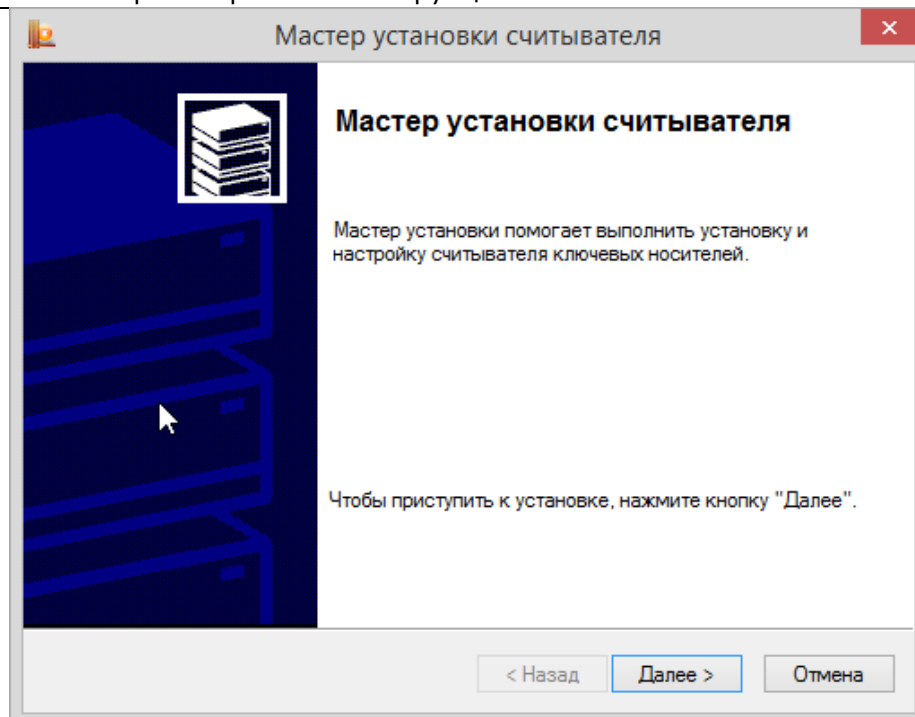 Мастер установки считывателя
Мастер установки считывателя
Мастер установки помогает выполнить установку и
настройку считывателя ключевых носителей.
Чтобы приступить к установке, нажмите кнопку "Далее".
< Назад Далее > Отмена